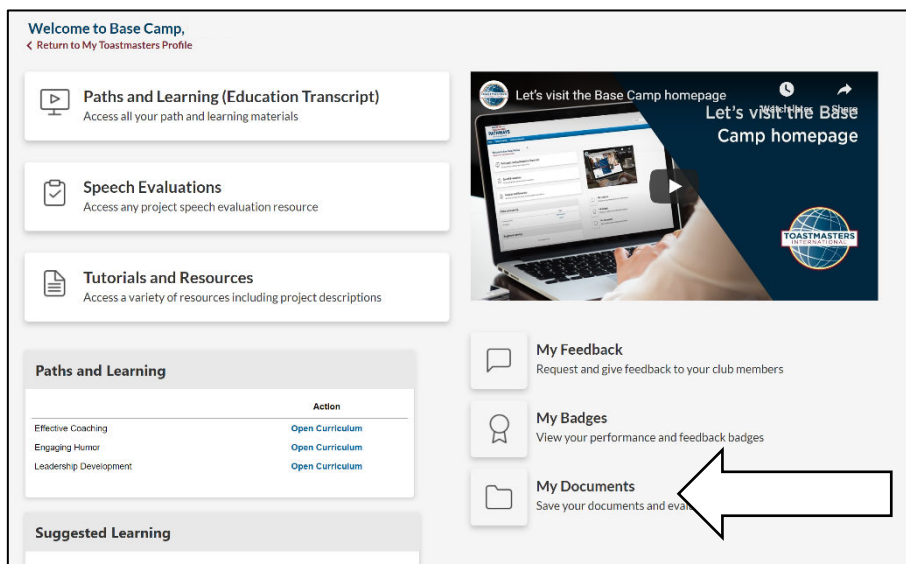 Welcome to Base Camp,
Return to My Toastmasters Profile
Paths and Learning (Education Transcript)
Access all your path and learning materials
Speech Evaluations
Access any project speech evaluation resource
Tutorials and Resources
Access a variety of resources including project descriptions
Paths and Learning
Action
Effective Coaching Open Curriculum
Engaging Humor Open Curriculum
Leadership Development Open Curriculum
Suggested Learning
Let's visit the Base Camp homepage
Watch later Share
Let's visit the Base
Camp homepage
TOASTMASTERS
INTERNATIONAL
My Feedback
Request and give feedback to your club members
My Badges
View your performance and feedback badges
My Documents
Save your documents and